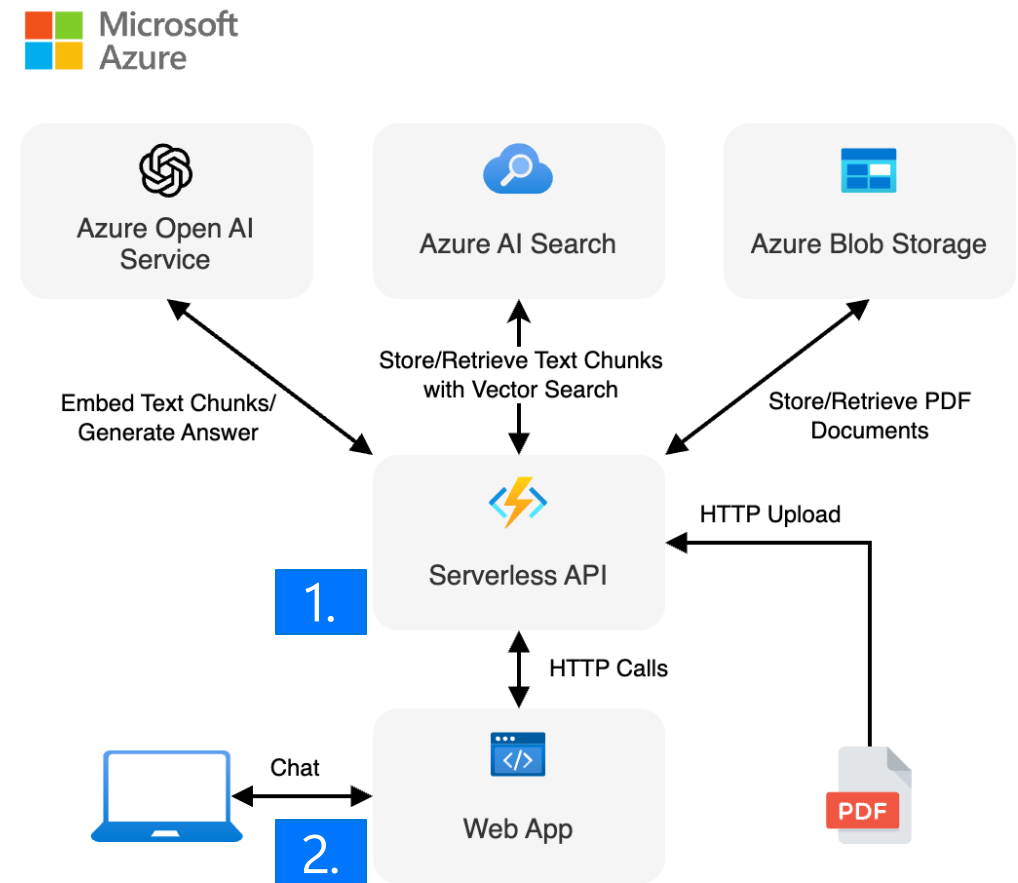 Microsoft
Azure
Azure Open AI
Service
Azure AI Search
Azure Blob Storage
Store/Retrieve Text Chunks
with Vector Search
Embed Text Chunks/
Generate Answer
Store/Retrieve PDF
Documents
HTTP Upload
Serverless API
1.
HTTP Calls
Chat
</>
Web App
PDF
2.